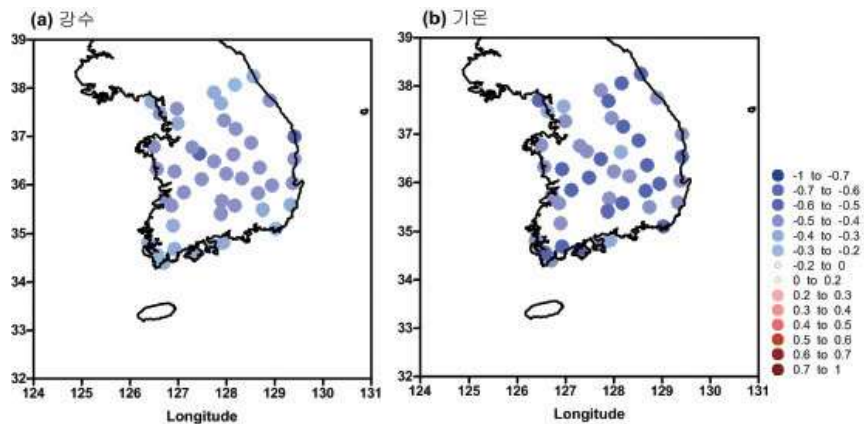 (a) 강수
39
38
37
36
35
34
33
32
124 125 126 127 128 129 130 131
Longitude
(b) 기온
39
38
37
36
35
34
33
32
124 125 126 127 128 129 130 131
Longitude
-1 to -0.7
-0.7 to -0.6
-0.6 to -0.5
-0.5 to -0.4
-0.4 to -0.3
-0.3 to -0.2
-0.2 to 0
0 to 0.2
0.2 to 0.3
0.3 to 0.4
0.4 to 0.5
0.5 to 0.6
0.6 to 0.7
0.7 to 1